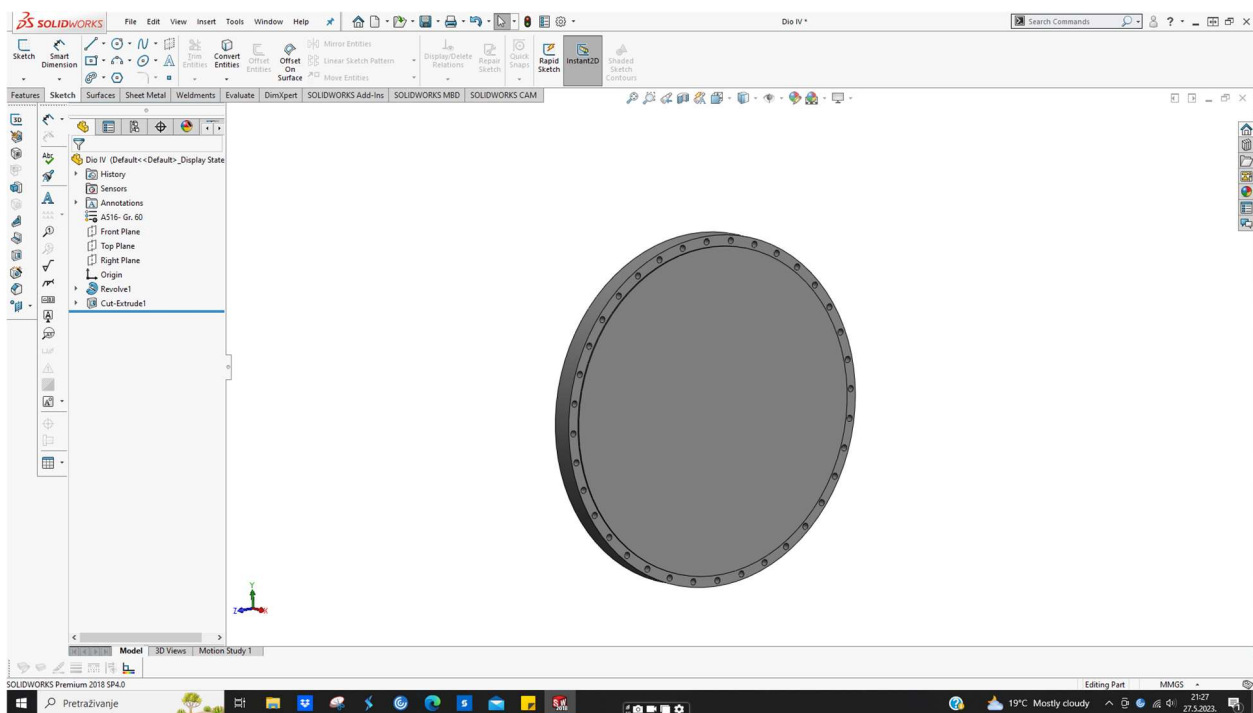 SOLIDWORKS File Edit View Insert Tools Window Help Dio IV * Search Commands
Sketch Smart Dimension Trim Entities Convert Entities Offset Entities Offset On Surface Mirror Entities Linear Sketch Pattern Move Entities Display/Delete Relations Repair Sketch Quick Snaps Rapid Sketch Instant2D Shaded Sketch Contours
Features Sketch Surfaces Sheet Metal Weldments Evaluate DimXpert SOLIDWORKS Add-Ins SOLIDWORKS MBD SOLIDWORKS CAM
Dio IV (Default<<Default>_Display State
History
Sensors
Annotations
A516- Gr. 60
Front Plane
Top Plane
Right Plane
Origin
Revolve1
Cut-Extrude1
Y
Z X
Model 3D Views Motion Study 1
SOLIDWORKS Premium 2018 SP4.0 Editing Part MMGS
Pretraživanje 19°C Mostly cloudy 21:27
27.5.2023.